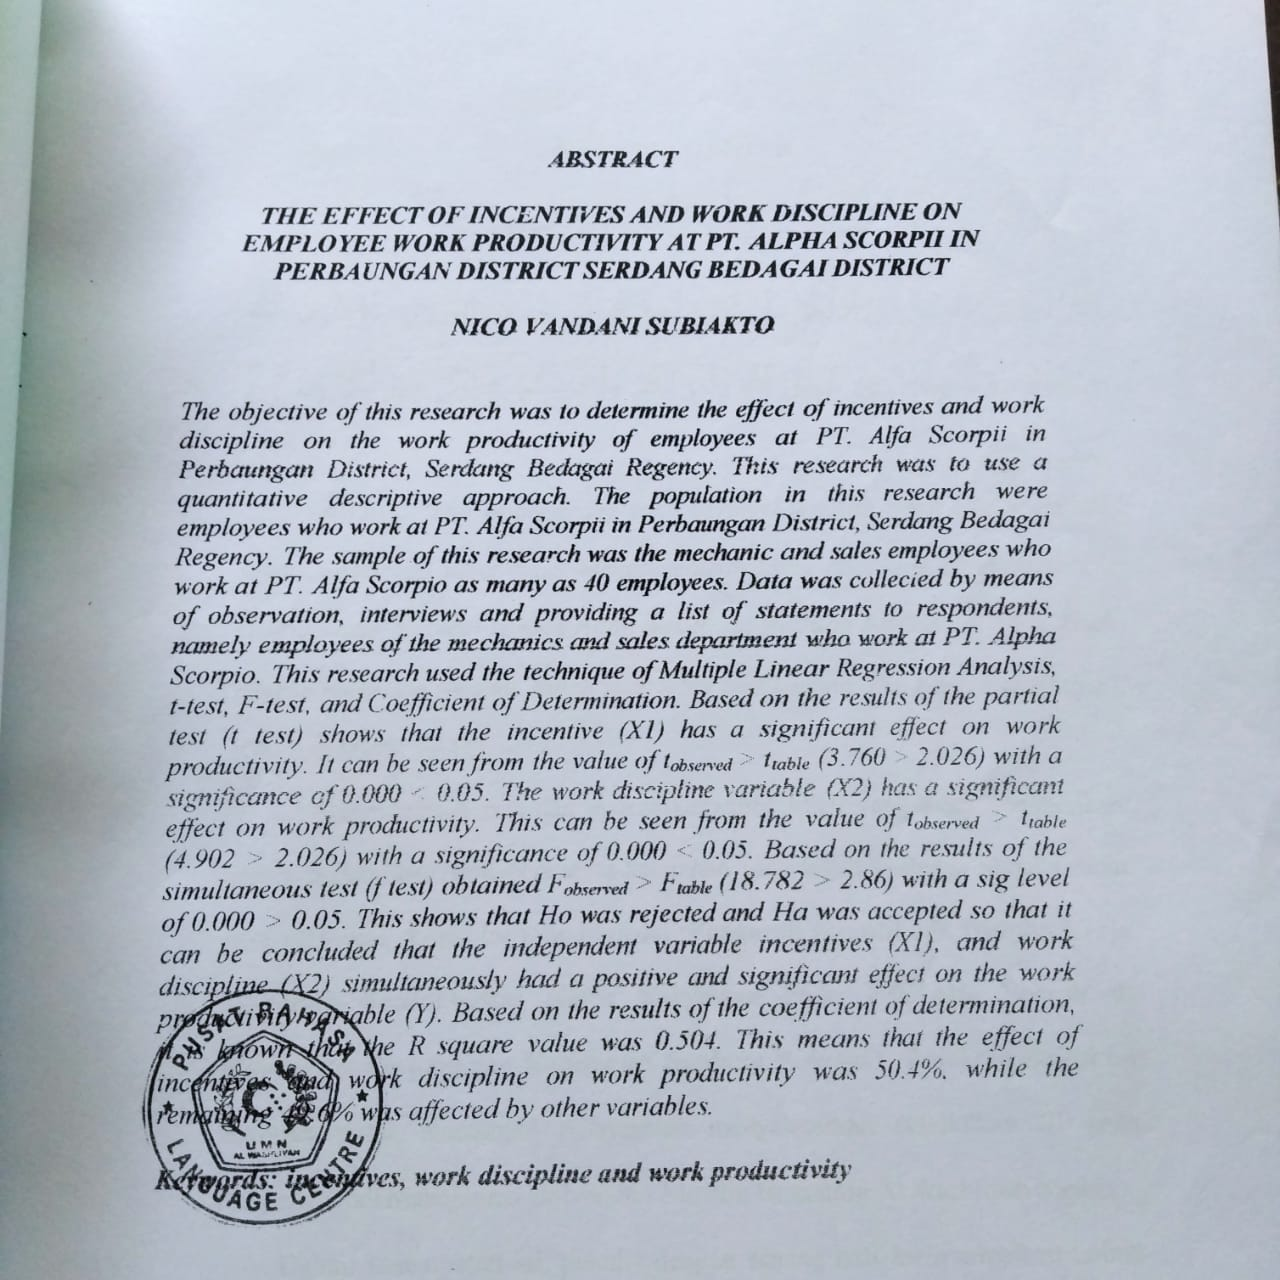 ABSTRACT
THE EFFECT OF INCENTIVES AND WORK DISCIPLINE ON
EMPLOYEE WORK PRODUCTIVITY AT PT. ALPHA SCORPII IN
PERBAUNGAN DISTRICT SERDANG BEDAGAI DISTRICT
NICO VANDANI SUBIAKTO
The objective of this research was to determine the effect of incentives and work
discipline on the work productivity of employees at PT. Alfa Scorpii in
Perbaungan District, Serdang Bedagai Regency. This research was to use a
quantitative descriptive approach. The population in this research were
employees who work at PT. Alfa Scorpii in Perbaungan District, Serdang Bedagai
Regency. The sample of this research was the mechanic and sales employees who
work at PT. Alfa Scorpio as many as 40 employees. Data was collecied by means
of observation, interviews and providing a list of statements to respondents,
namely employees of the mechanics and sales department who work at PT. Alpha
Scorpio. This research used the technique of Multiple Linear Regression Analysis,
t-test, F-test, and Coefficient of Determination. Based on the results of the partial
test (t test) shows that the incentive (X1) has a significant effect on work
productivity. It can be seen from the value of tobserved > ttable (3.760 > 2.026) with a
significance of 0.000 < 0.05. The work discipline variable (X2) has a significant
effect on work productivity. This can be seen from the value of tobserved > ttable
(4.902 > 2.026) with a significance of 0.000 < 0.05. Based on the results of the
simultaneous test (f test) obtained Fobserved > Ftable (18.782 > 2.86) with a sig level
of 0.000 > 0.05. This shows that Ho was rejected and Ha was accepted so that it
can be concluded that the independent variable incentives (X1), and work
discipline (X2) simultaneously had a positive and significant effect on the work
productivity variable (Y). Based on the results of the coefficient of determination,
it is known that the R square value was 0.504. This means that the effect of
incentives and work discipline on work productivity was 50.4%. while the
remaining 49.6% was affected by other variables.
Keywords: incentives, work discipline and work productivity
PUSAT BAHASA
UMN
AL WASHLIYAH
LANGUAGE CENTRE